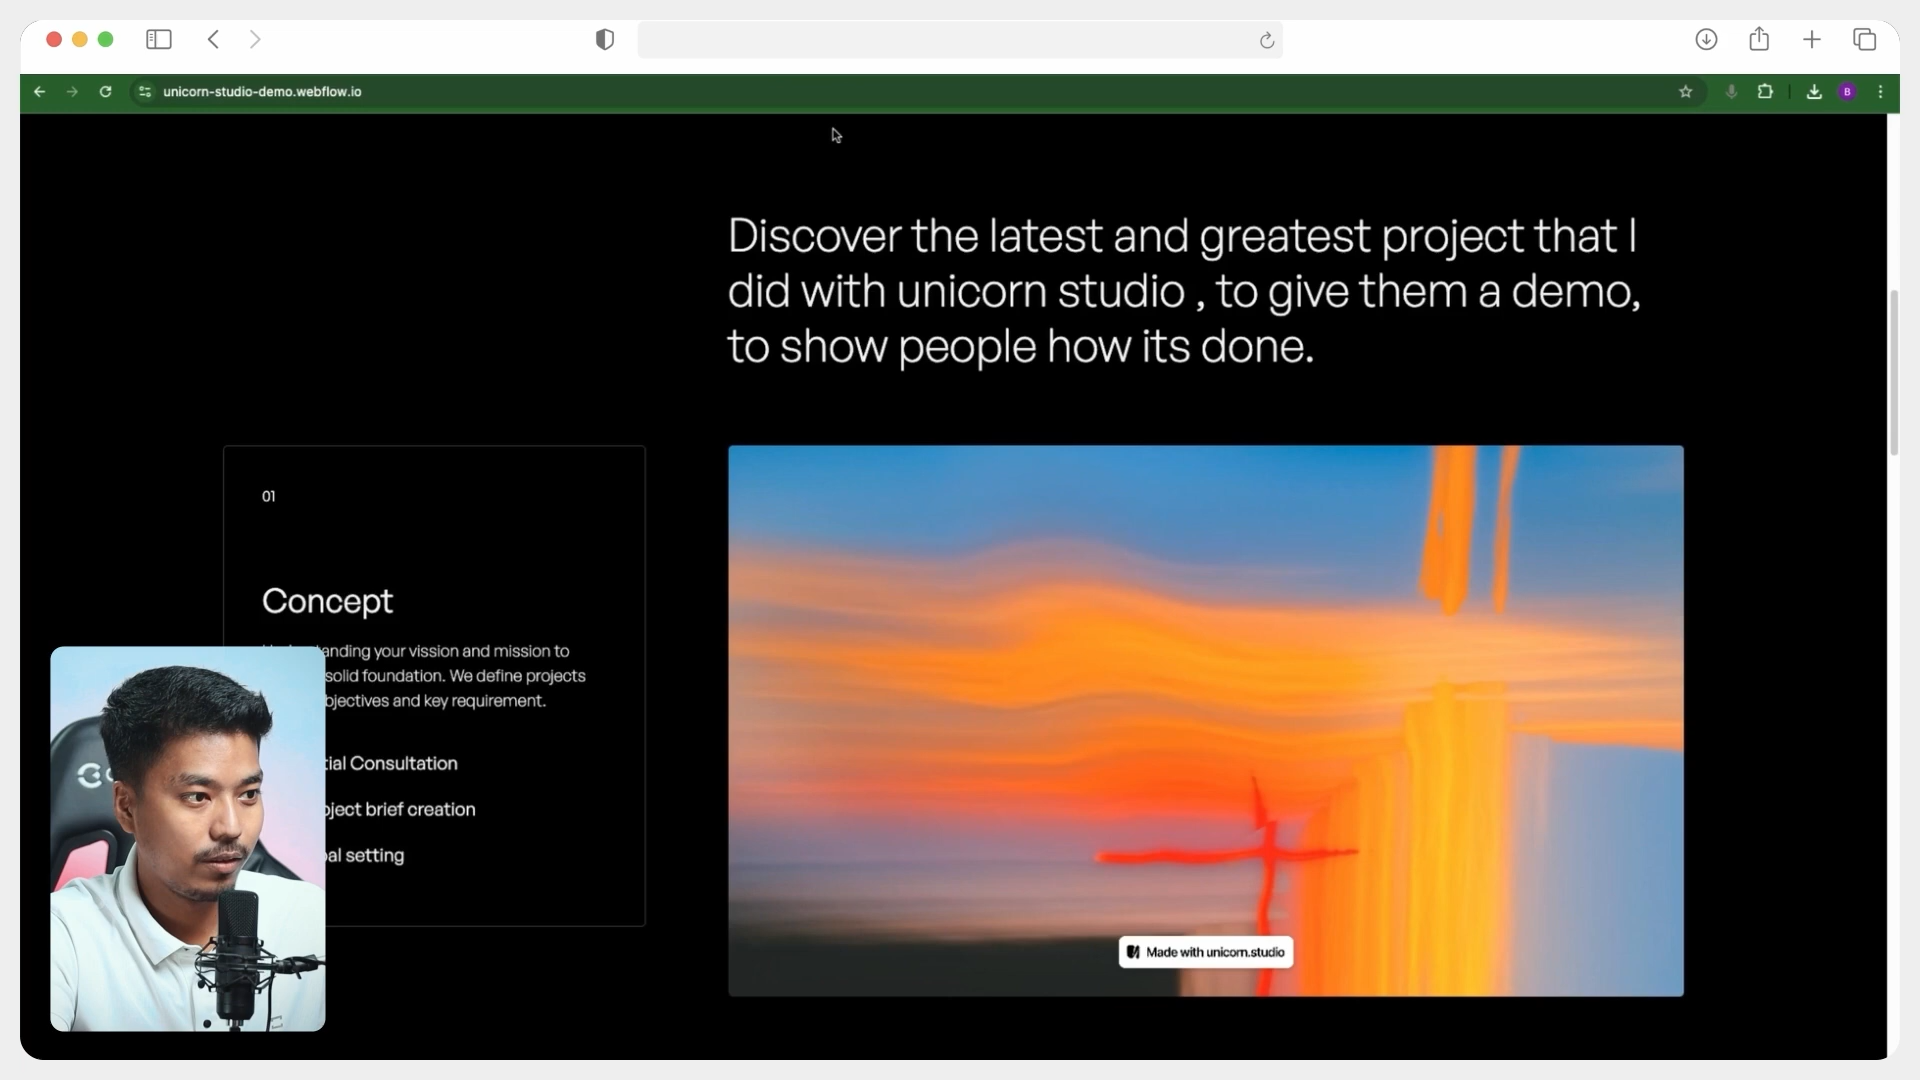 unicorn-studio-demo.webflow.io
B
Discover the latest and greatest project that I
did with unicorn studio , to give them a demo,
to show people how its done.
01
Concept
anding your vission and mission to
solid foundation. We define projects
bjectives and key requirement.
tial Consultation
oject brief creation
al setting
Made with unicorn.studio